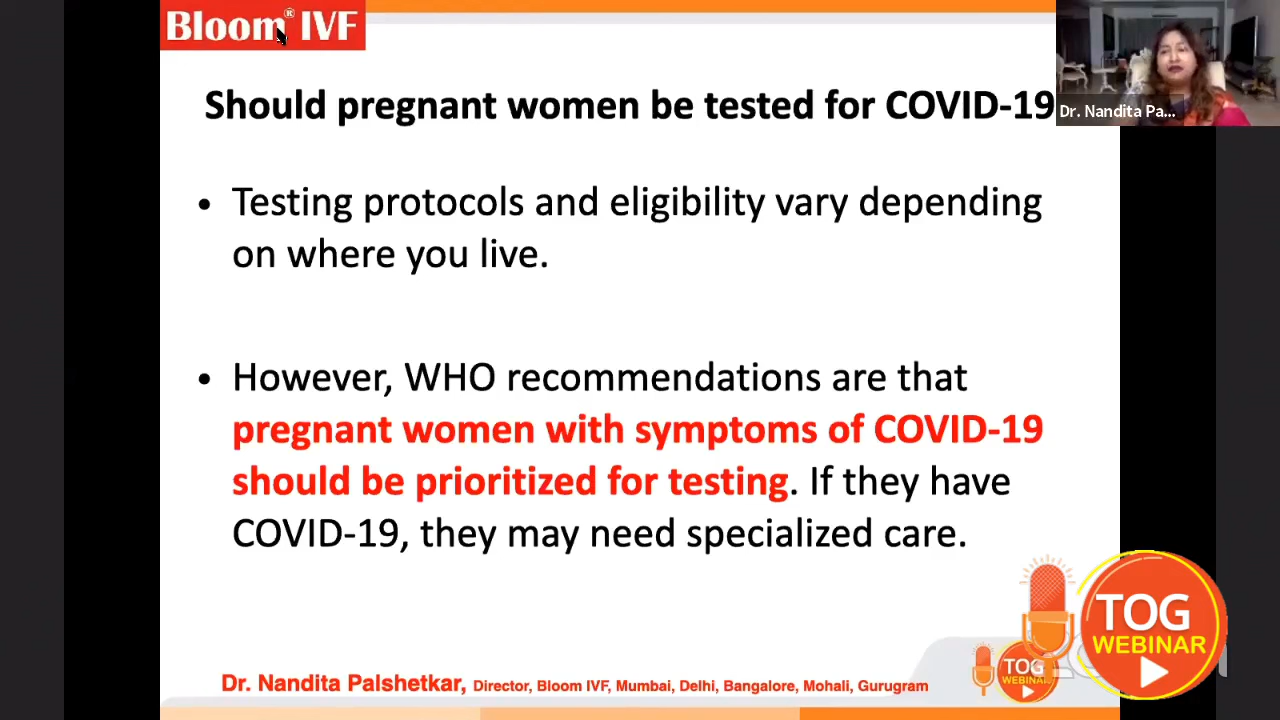 Bloom® IVF
Should pregnant women be tested for COVID-19
Dr. Nandita Pa...
• Testing protocols and eligibility vary depending
on where you live.
• However, WHO recommendations are that
pregnant women with symptoms of COVID-19
should be prioritized for testing. If they have
COVID-19, they may need specialized care.
TOG
WEBINAR
TOG
WEBINAR
Dr. Nandita Palshetkar, Director, Bloom IVF, Mumbai, Delhi, Bangalore, Mohali, Gurugram